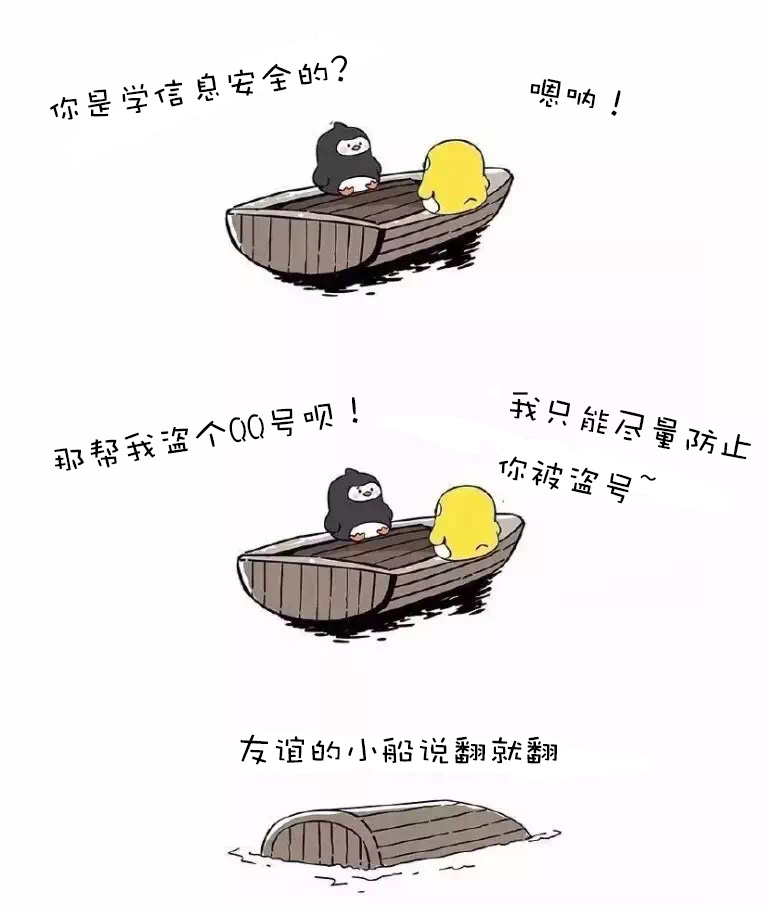 你是学信息安全的?
嗯呐！
那帮我盗个QQ号呗！
我只能尽量防止
你被盗号~
友谊的小船说翻就翻